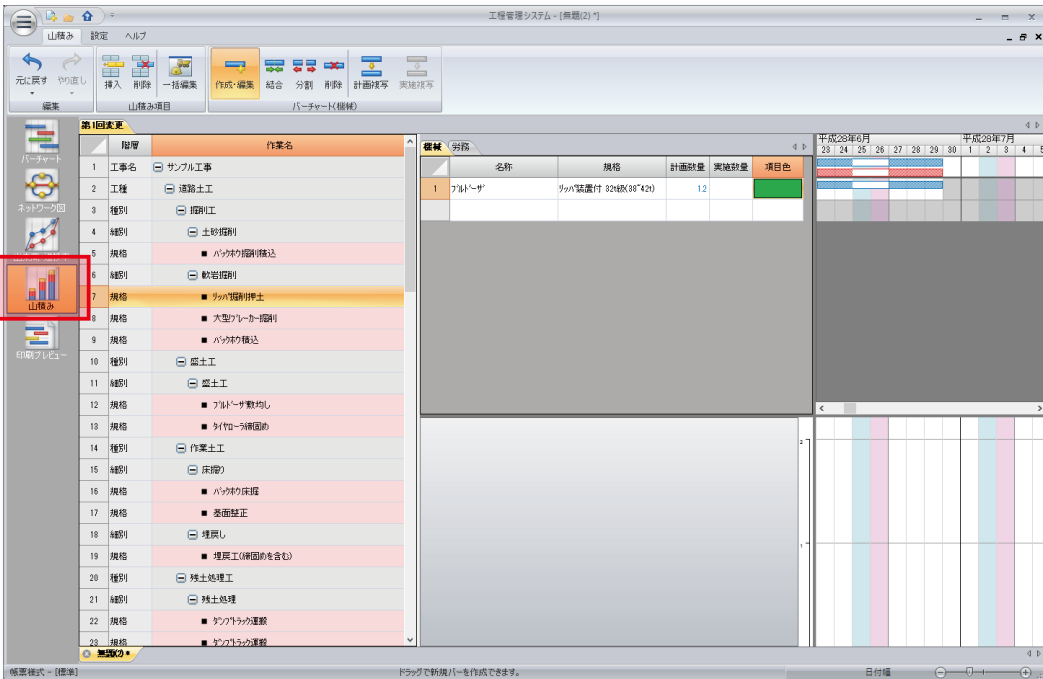 工程管理システム - [無題(2) *]
山積み 設定 ヘルプ
元に戻す やり直し 挿入 削除 一括編集 作成・編集 結合 分割 削除 計画複写 実施複写
編集 山積み項目 バーチャート(機械)
バーチャート
ネットワーク図
山積み
印刷プレビュー
第1回変更
階層 作業名
1 工事名 サンプル工事
2 工種 道路土工
3 種別 掘削工
4 細別 土砂掘削
5 規格 ■ バックホウ掘削積込
6 細別 軟岩掘削
7 規格 ■ リッパ掘削押土
8 規格 ■ 大型ブレーカー掘削
9 規格 ■ バックホウ積込
10 種別 盛土工
11 細別 盛土工
12 規格 ■ ブルドーザ敷均し
13 規格 ■ タイヤローラ締固め
14 種別 作業土工
15 細別 床掘り
16 規格 ■ バックホウ床掘
17 規格 ■ 基面整正
18 細別 埋戻し
19 規格 ■ 埋戻工(締固めを含む)
20 種別 残土処理工
21 細別 残土処理
22 規格 ■ ダンプトラック運搬
23 規格 ■ ダンプトラック運搬
機械 労務
名称 規格 計画数量 実施数量 項目色
1 ブルドーザ リッパ装置付 32t級(38~42t) 1.2
平成28年6月 平成28年7月
23 24 25 26 27 28 29 30 1 2 3 4 5
2
1
無題(2) *
帳票様式 - [標準] ドラッグで新規バーを作成できます。 日付幅